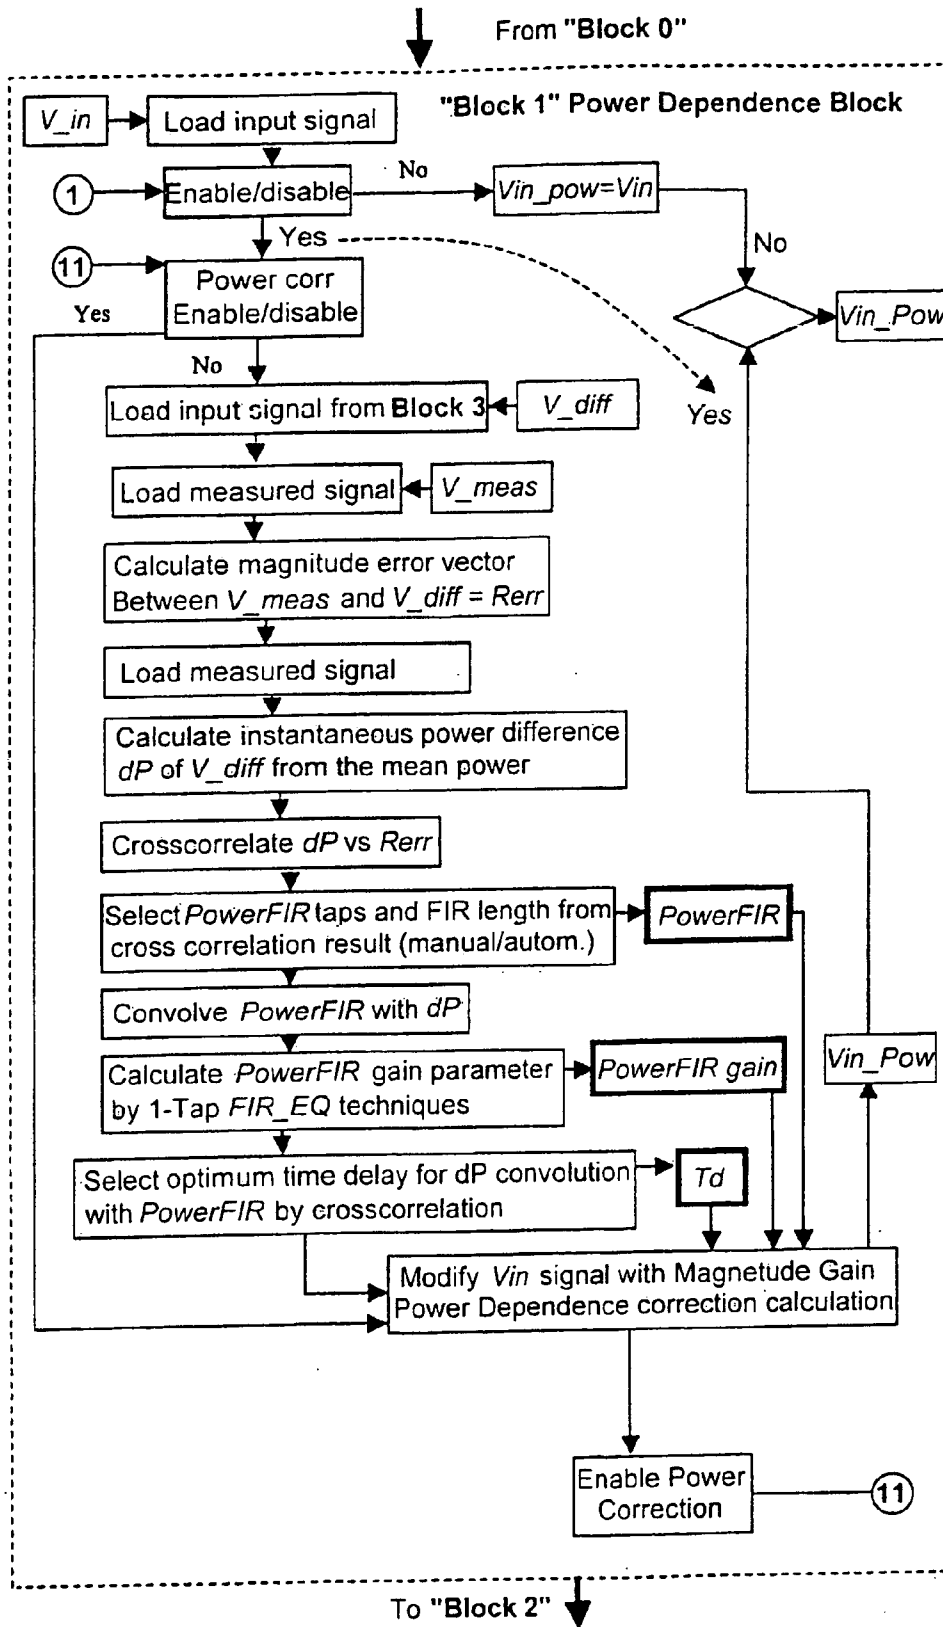 From "Block 0"
"Block 1" Power Dependence Block
V_in
Load input signal
1
Enable/disable
No
Vin_pow=Vin
Yes
No
11
Power corr
Enable/disable
Yes
Vin_Pow
No
Yes
Load input signal from Block 3
V_diff
Load measured signal
V_meas
Calculate magnitude error vector
Between V_meas and V_diff = Rerr
Load measured signal
Calculate instantaneous power difference
dP of V_diff from the mean power
Crosscorrelate dP vs Rerr
Select PowerFIR taps and FIR length from
cross correlation result (manual/autom.)
PowerFIR
Convolve PowerFIR with dP
Calculate PowerFIR gain parameter
by 1-Tap FIR_EQ techniques
PowerFIR gain
Vin_Pow
Select optimum time delay for dP convolution
with PowerFIR by crosscorrelation
Td
Modify Vin signal with Magnetude Gain
Power Dependence correction calculation
Enable Power
Correction
11
To "Block 2"